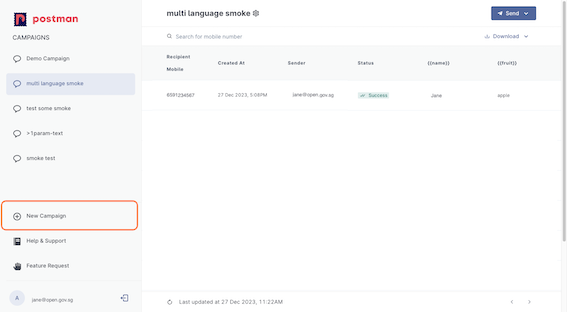 postman
CAMPAIGNS
Demo Campaign
multi language smoke
test some smoke
>1param-text
smoke test
New Campaign
Help & Support
Feature Request
A
jane@open.gov.sg
multi language smoke
Send
Search for mobile number
Download
Recipient Mobile Created At Sender Status {{name}} {{fruit}}
6591234567 27 Dec 2023, 5:08PM jane@open.gov.sg Success Jane apple
Last updated at 27 Dec 2023, 11:22AM